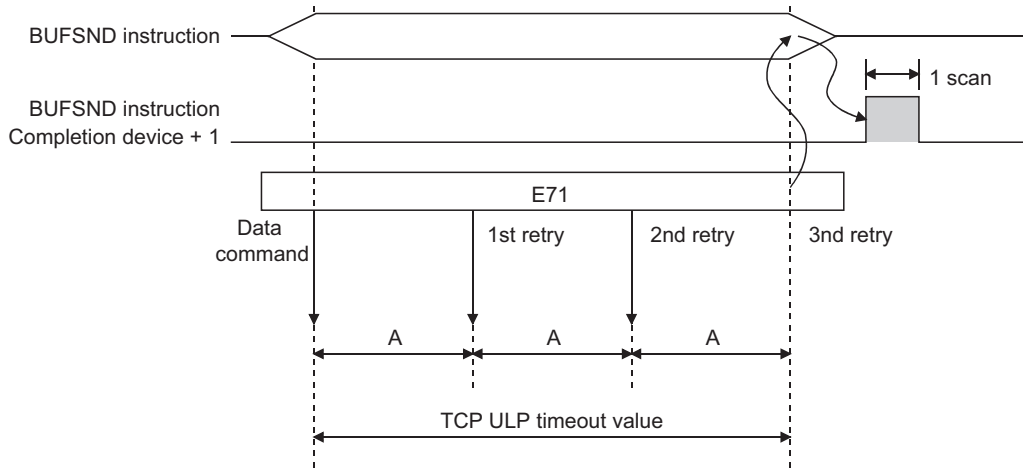 BUFSND instruction
1 scan
BUFSND instruction
Completion device + 1
E71
Data
command
1st retry
2nd retry
3nd retry
A
A
A
TCP ULP timeout value